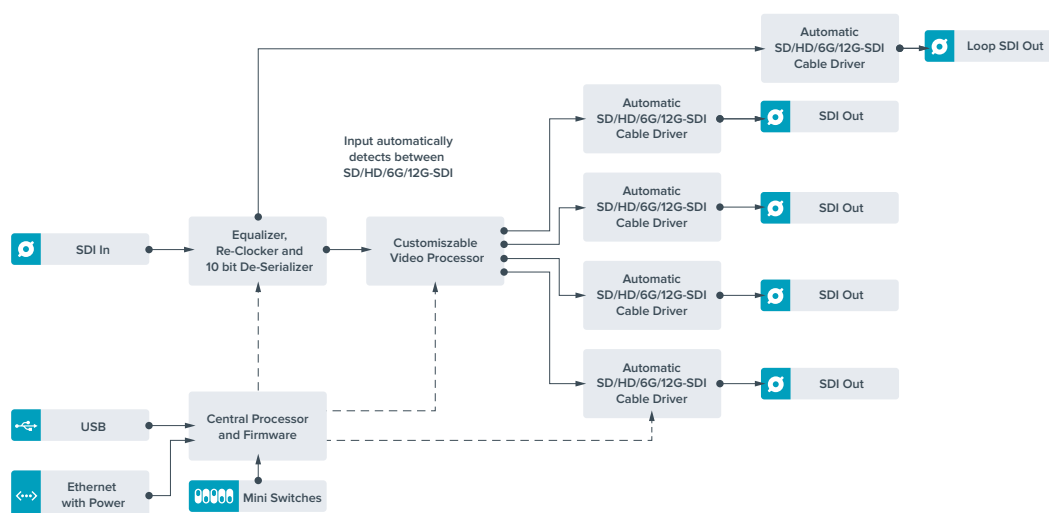 Automatic
SD/HD/6G/12G-SDI
Cable Driver
Loop SDI Out
Automatic
SD/HD/6G/12G-SDI
Cable Driver
SDI Out
Input automatically
detects between
SD/HD/6G/12G-SDI
Automatic
SD/HD/6G/12G-SDI
Cable Driver
SDI Out
SDI In
Equalizer,
Re-Clocker and
10 bit De-Serializer
Customiszable
Video Processor
Automatic
SD/HD/6G/12G-SDI
Cable Driver
SDI Out
Automatic
SD/HD/6G/12G-SDI
Cable Driver
SDI Out
USB
Central Processor
and Firmware
Ethernet
with Power
Mini Switches